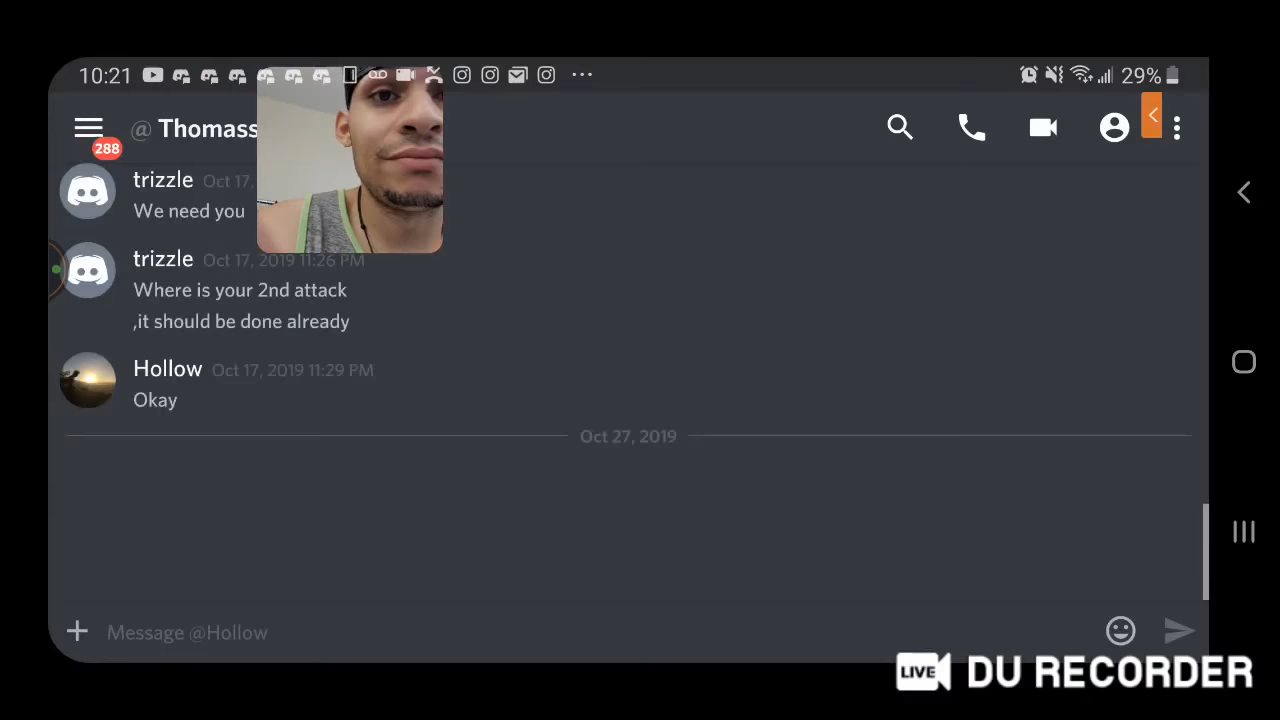 10:21
29%
@ Thomass
288
trizzle Oct 17,
We need you
trizzle Oct 17, 2019 11:26 PM
Where is your 2nd attack
,it should be done already
Hollow Oct 17, 2019 11:29 PM
Okay
Oct 27, 2019
Message @Hollow
LIVE DU RECORDER